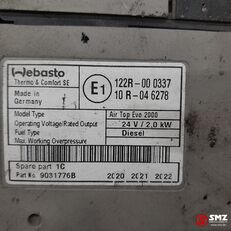 Webasto
Thermo & Comfort SE
Made in
Germany
E1
122R-00 0337
10 R-04 6278
Model Type Air Top Evo 2000
Operating Voltage/Rated Output 24 V / 2,0 kW
Fuel Type Diesel
Max. Working Overpressure
Spare part 1C
Part No 9031776B 2020 2021 2022
SMZ